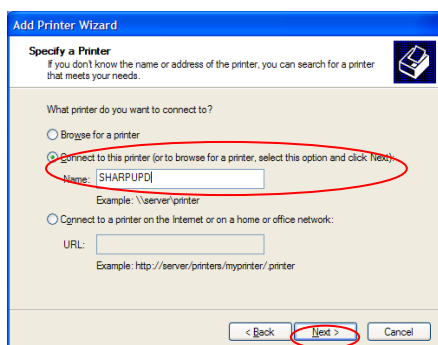 Add Printer Wizard
Specify a Printer
If you don't know the name or address of the printer, you can search for a printer
that meets your needs.
What printer do you want to connect to?
Browse for a printer
Connect to this printer (or to browse for a printer, select this option and click Next):
Name: SHARPUPD
Example: \\server\printer
Connect to a printer on the Internet or on a home or office network:
URL:
Example: http://server/printers/myprinter/.printer
< Back Next > Cancel